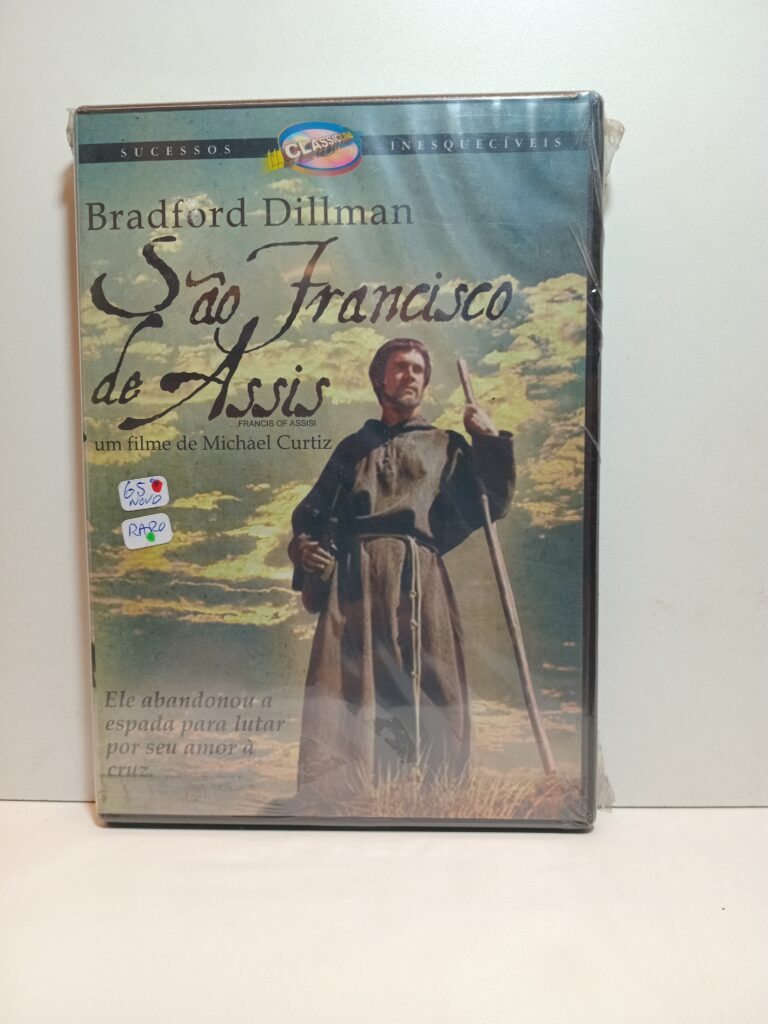 SUCESSOS
CLASSICLINE
INESQUECÍVEIS
Bradford Dillman
São Francisco
de Assis
FRANCIS OF ASSISI
um filme de Michael Curtiz
65
NOVO
RARO
Ele abandonou a
espada para lutar
por seu amor à
cruz.